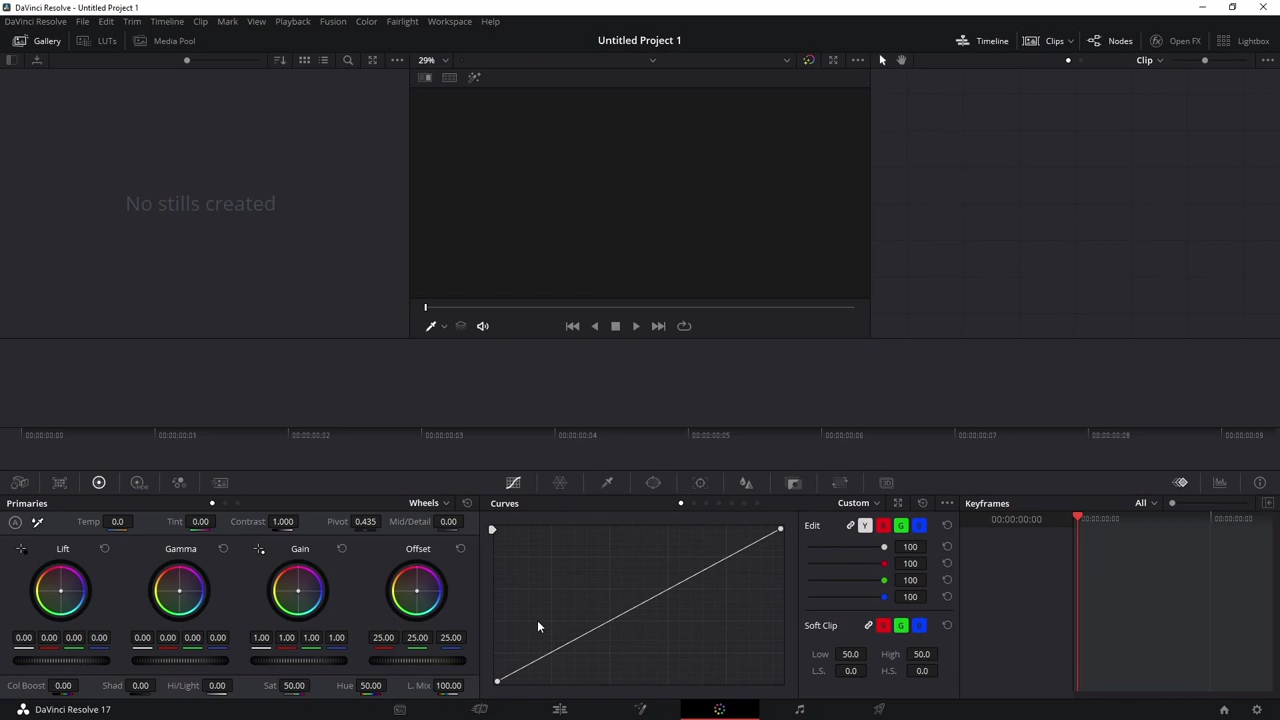 DaVinci Resolve - Untitled Project 1
DaVinci Resolve File Edit Trim Timeline Clip Mark View Playback Fusion Color Fairlight Workspace Help
Gallery LUTs Media Pool Untitled Project 1 Timeline Clips Nodes Open FX Lightbox
29% Clip
No stills created
00:00:00:00 00:00:00:01 00:00:00:02 00:00:00:03 00:00:00:04 00:00:00:05 00:00:00:06 00:00:00:07 00:00:00:08 00:00:00:09
Primaries Wheels Curves Custom Keyframes All
A Temp 0.0 Tint 0.00 Contrast 1.000 Pivot 0.435 Mid/Detail 0.00
Edit Y R G B
00:00:00:00 00:00:00:00 00:00:00:00
Lift Gamma Gain Offset
100
100
100
100
Soft Clip R G B
0.00 0.00 0.00 0.00 0.00 0.00 0.00 0.00 1.00 1.00 1.00 1.00 25.00 25.00 25.00
Low 50.0 High 50.0
L.S. 0.0 H.S. 0.0
Col Boost 0.00 Shad 0.00 Hi/Light 0.00 Sat 50.00 Hue 50.00 L. Mix 100.00
DaVinci Resolve 17